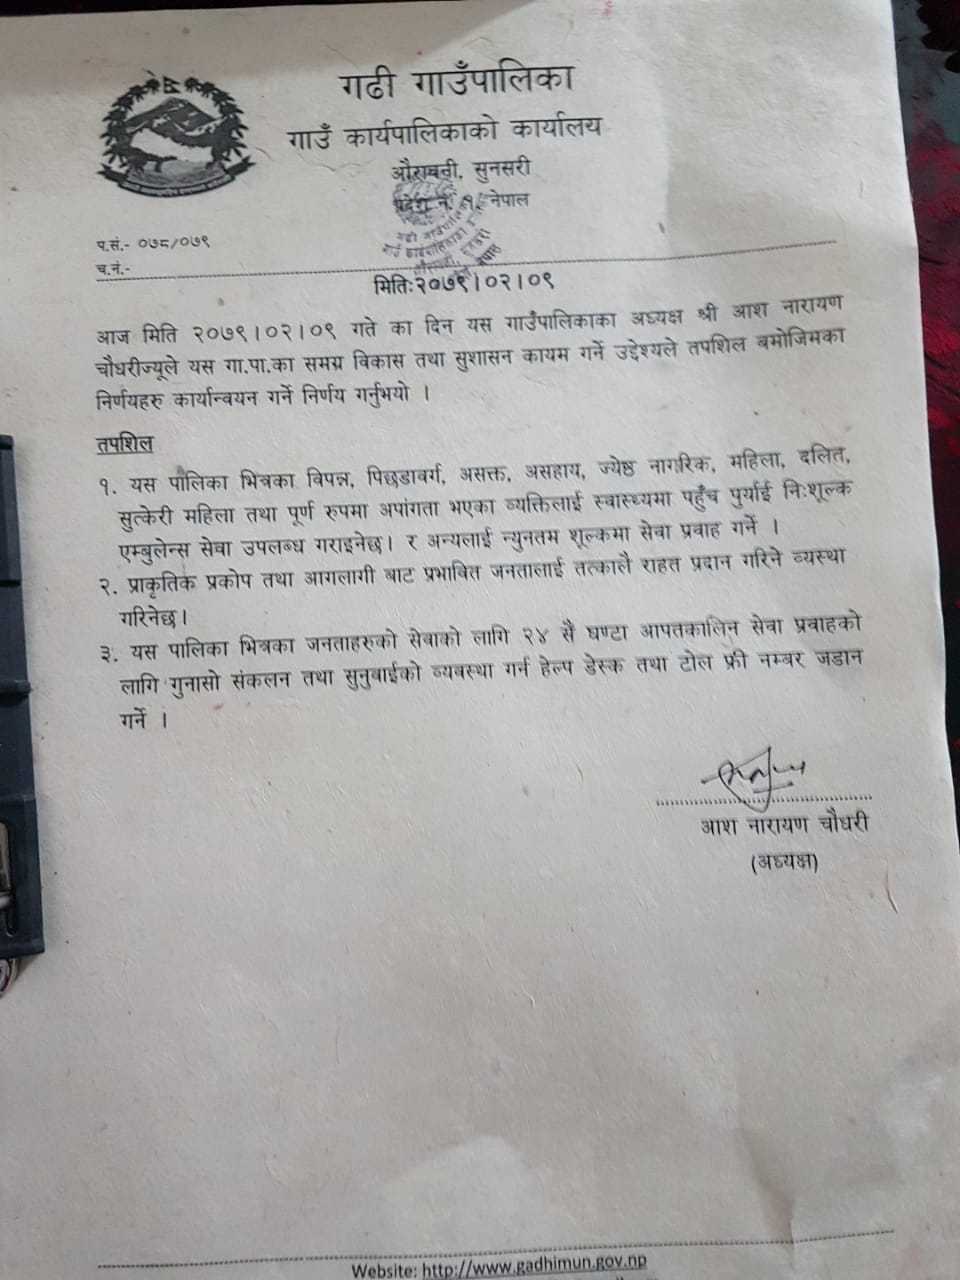 गढी गाउँपालिका
गाउँ कार्यपालिकाको कार्यालय
औराबनी, सुनसरी
प्रदेश नं. १, नेपाल
प.सं.- ०७८/०७९
च.नं.-
मिति:२०७९।०२।०९
आज मिति २०७९।०२।०९ गते का दिन यस गाउँपालिकाका अध्यक्ष श्री आश नारायण
चौधरीज्यूले यस गा.पा.का समग्र विकास तथा सुशासन कायम गर्ने उद्देश्यले तपशिल बमोजिमका
निर्णयहरु कार्यान्वयन गर्ने निर्णय गर्नुभयो ।
तपशिल
१. यस पालिका भित्रका विपन्न, पिछडावर्ग, असक्त, असहाय, ज्येष्ठ नागरिक, महिला, दलित,
सुत्केरी महिला तथा पूर्ण रुपमा अपांगता भएका व्यक्तिलाई स्वास्थ्यमा पहुँच पुर्याई नि:शूल्क
एम्बुलेन्स सेवा उपलब्ध गराइनेछ। र अन्यलाई न्युनतम शूल्कमा सेवा प्रवाह गर्ने ।
२. प्राकृतिक प्रकोप तथा आगलागी बाट प्रभाबित जनतालाई तत्कालै राहत प्रदान गरिने व्यस्था
गरिनेछ।
३. यस पालिका भित्रका जनताहरुको सेवाको लागि २४ सै घण्टा आपतकालिन सेवा प्रवाहको
लागि गुनासो संकलन तथा सुनुबाईको व्यबस्था गर्न हेल्प डेस्क तथा टोल फ्री नम्बर जडान
गर्ने ।
आश नारायण चौधरी
(अध्यक्ष)
Website: http://www.gadhimun.gov.np